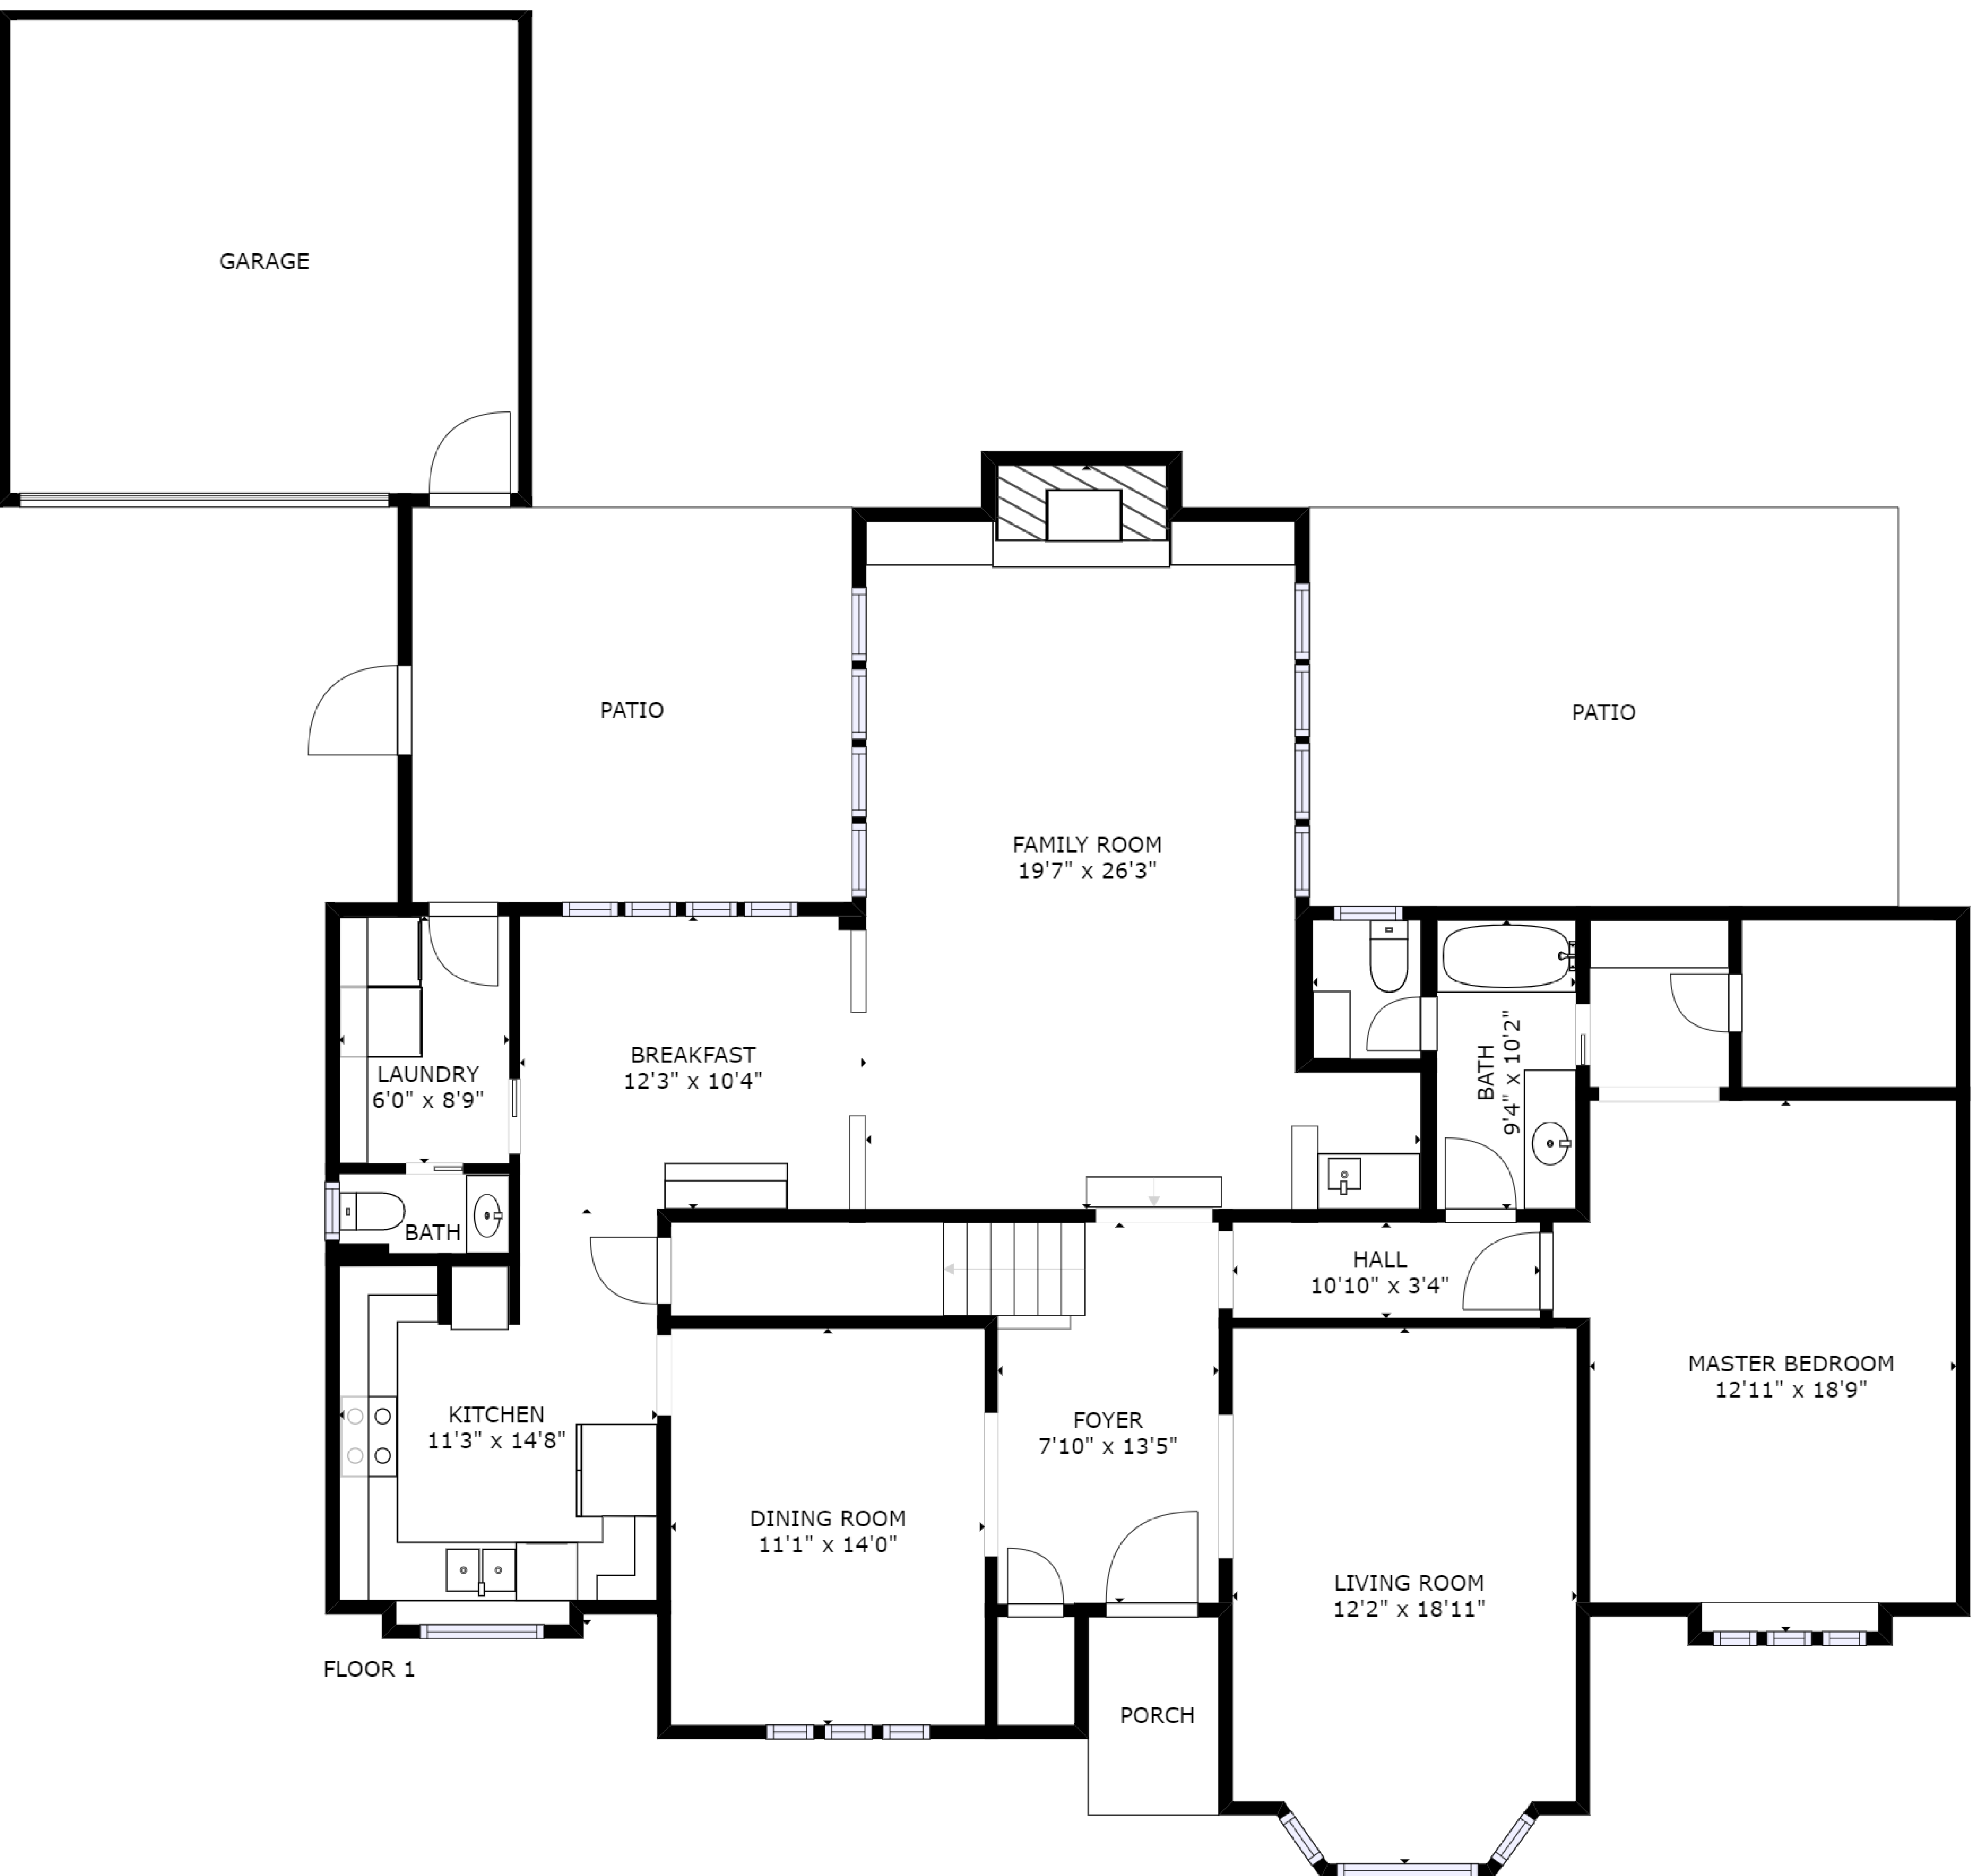 GARAGE
PATIO
PATIO
FAMILY ROOM
19'7" x 26'3"
BREAKFAST
12'3" x 10'4"
LAUNDRY
6'0" x 8'9"
BATH
9'4" x 10'2"
BATH
HALL
10'10" x 3'4"
MASTER BEDROOM
12'11" x 18'9"
KITCHEN
11'3" x 14'8"
FOYER
7'10" x 13'5"
DINING ROOM
11'1" x 14'0"
LIVING ROOM
12'2" x 18'11"
FLOOR 1
PORCH